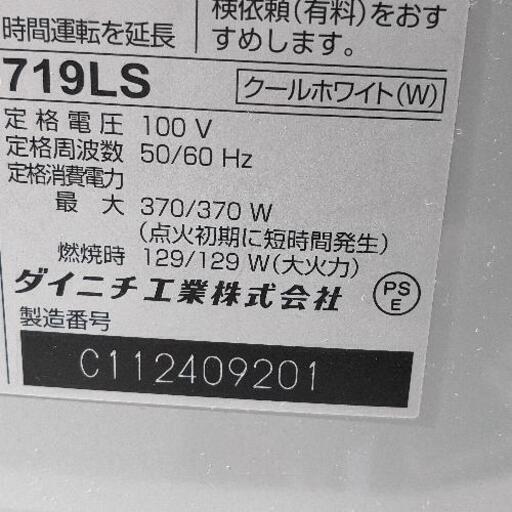 検依頼（有料）をおす
すめします。
時間運転を延長
719LS
クールホワイト（W）
定格電圧 100 V
定格周波数 50/60 Hz
定格消費電力
最大 370/370 W
（点火初期に短時間発生）
燃焼時 129/129 W（大火力）
ダイニチ工業株式会社
PS
E
製造番号
C112409201